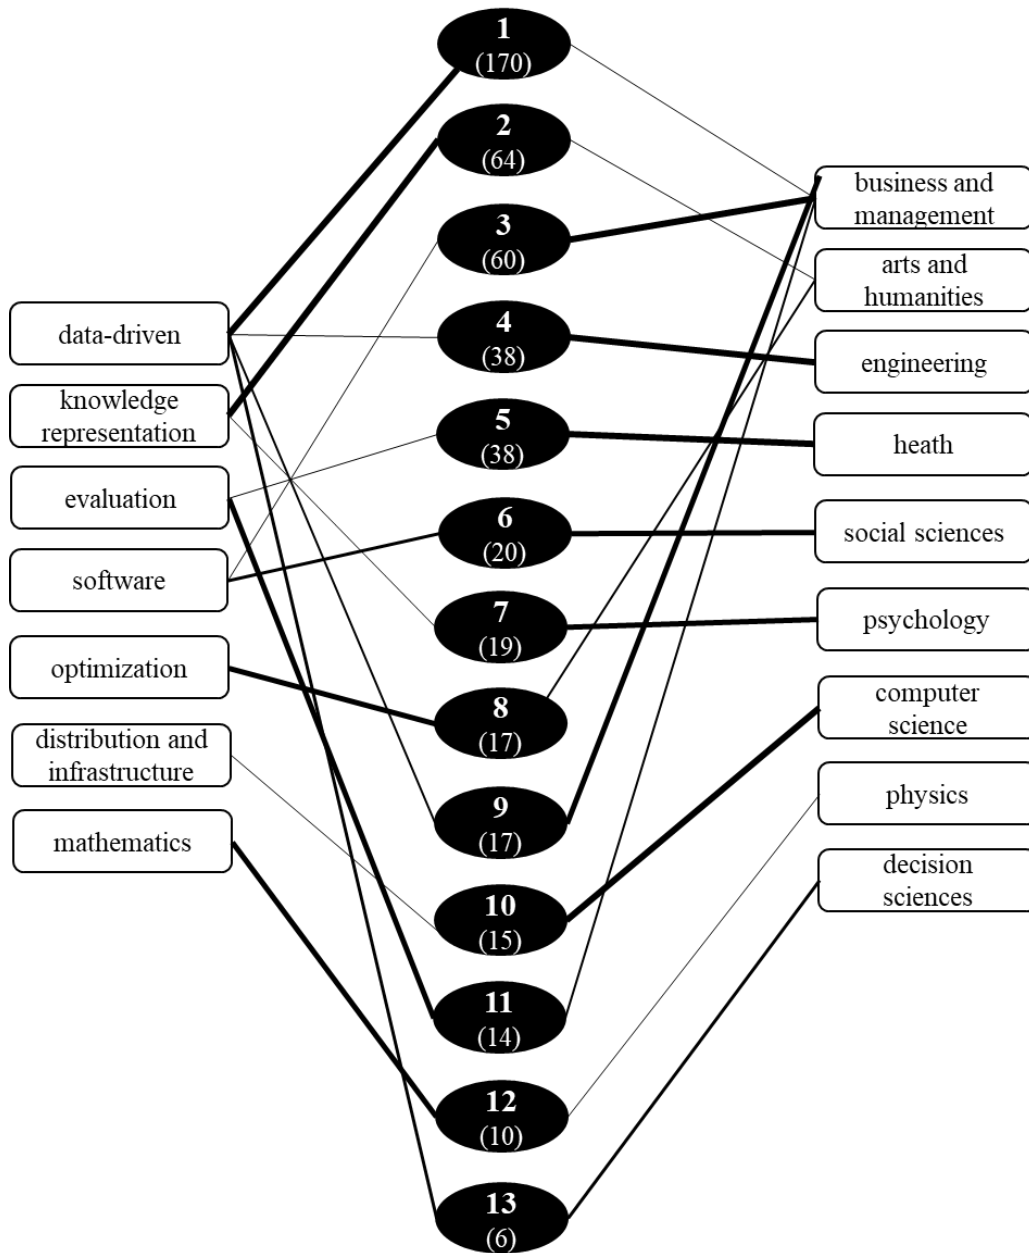 data-driven
knowledge
representation
evaluation
software
optimization
distribution and
infrastructure
mathematics
1
(170)
2
(64)
3
(60)
4
(38)
5
(38)
6
(20)
7
(19)
8
(17)
9
(17)
10
(15)
11
(14)
12
(10)
13
(6)
business and
management
arts and
humanities
engineering
heath
social sciences
psychology
computer
science
physics
decision
sciences